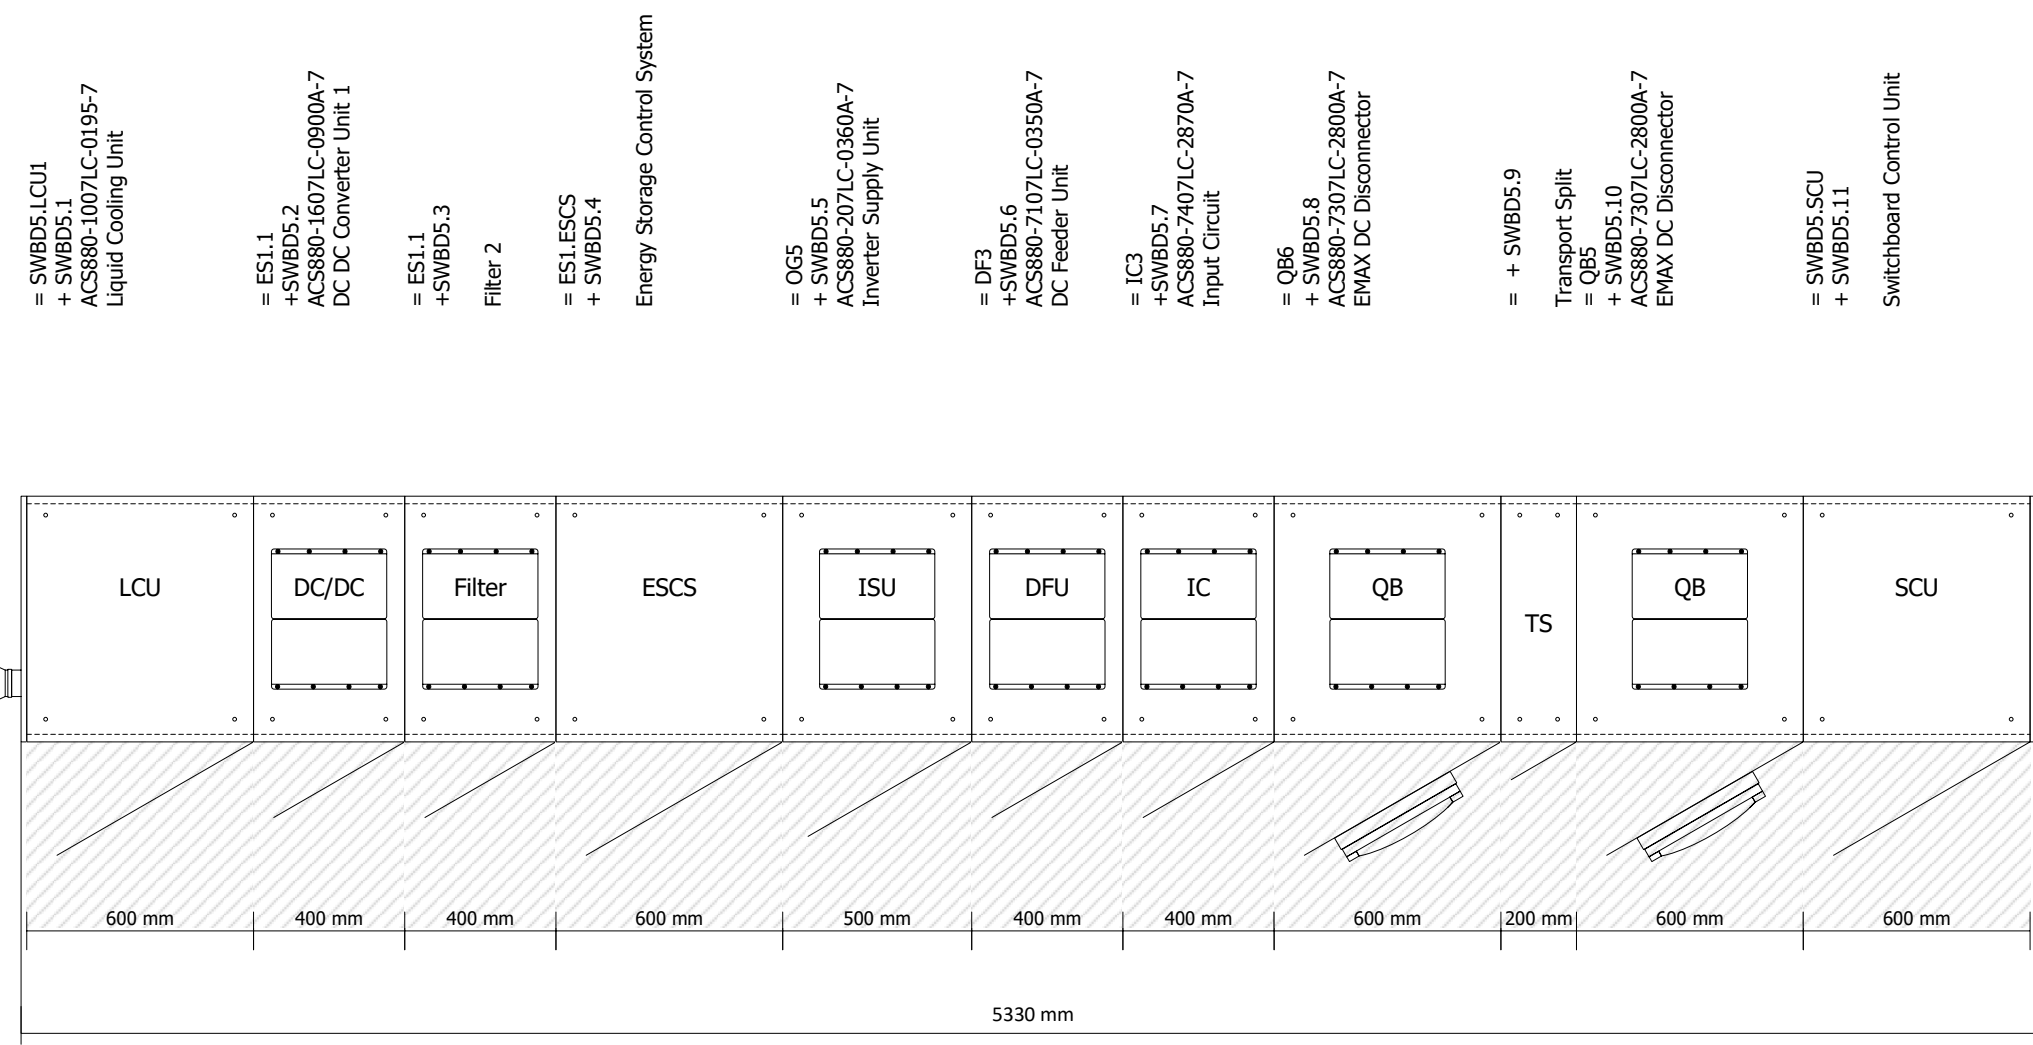 = SWBD5.LCU1
+ SWBD5.1
ACS880-1007LC-0195-7
Liquid Cooling Unit
= ES1.1
+SWBD5.2
ACS880-1607LC-0900A-7
DC DC Converter Unit 1
= ES1.1
+SWBD5.3
Filter 2
= ES1.ESCS
+ SWBD5.4
Energy Storage Control System
= OG5
+ SWBD5.5
ACS880-207LC-0360A-7
Inverter Supply Unit
= DF3
+SWBD5.6
ACS880-7107LC-0350A-7
DC Feeder Unit
= IC3
+SWBD5.7
ACS880-7407LC-2870A-7
Input Circuit
= QB6
+ SWBD5.8
ACS880-7307LC-2800A-7
EMAX DC Disconnector
= + SWBD5.9
Transport Split
= QB5
+ SWBD5.10
ACS880-7307LC-2800A-7
EMAX DC Disconnector
= SWBD5.SCU
+ SWBD5.11
Switchboard Control Unit
LCU
DC/DC
Filter
ESCS
ISU
DFU
IC
QB
TS
QB
SCU
600 mm
400 mm
400 mm
600 mm
500 mm
400 mm
400 mm
600 mm
200 mm
600 mm
600 mm
5330 mm